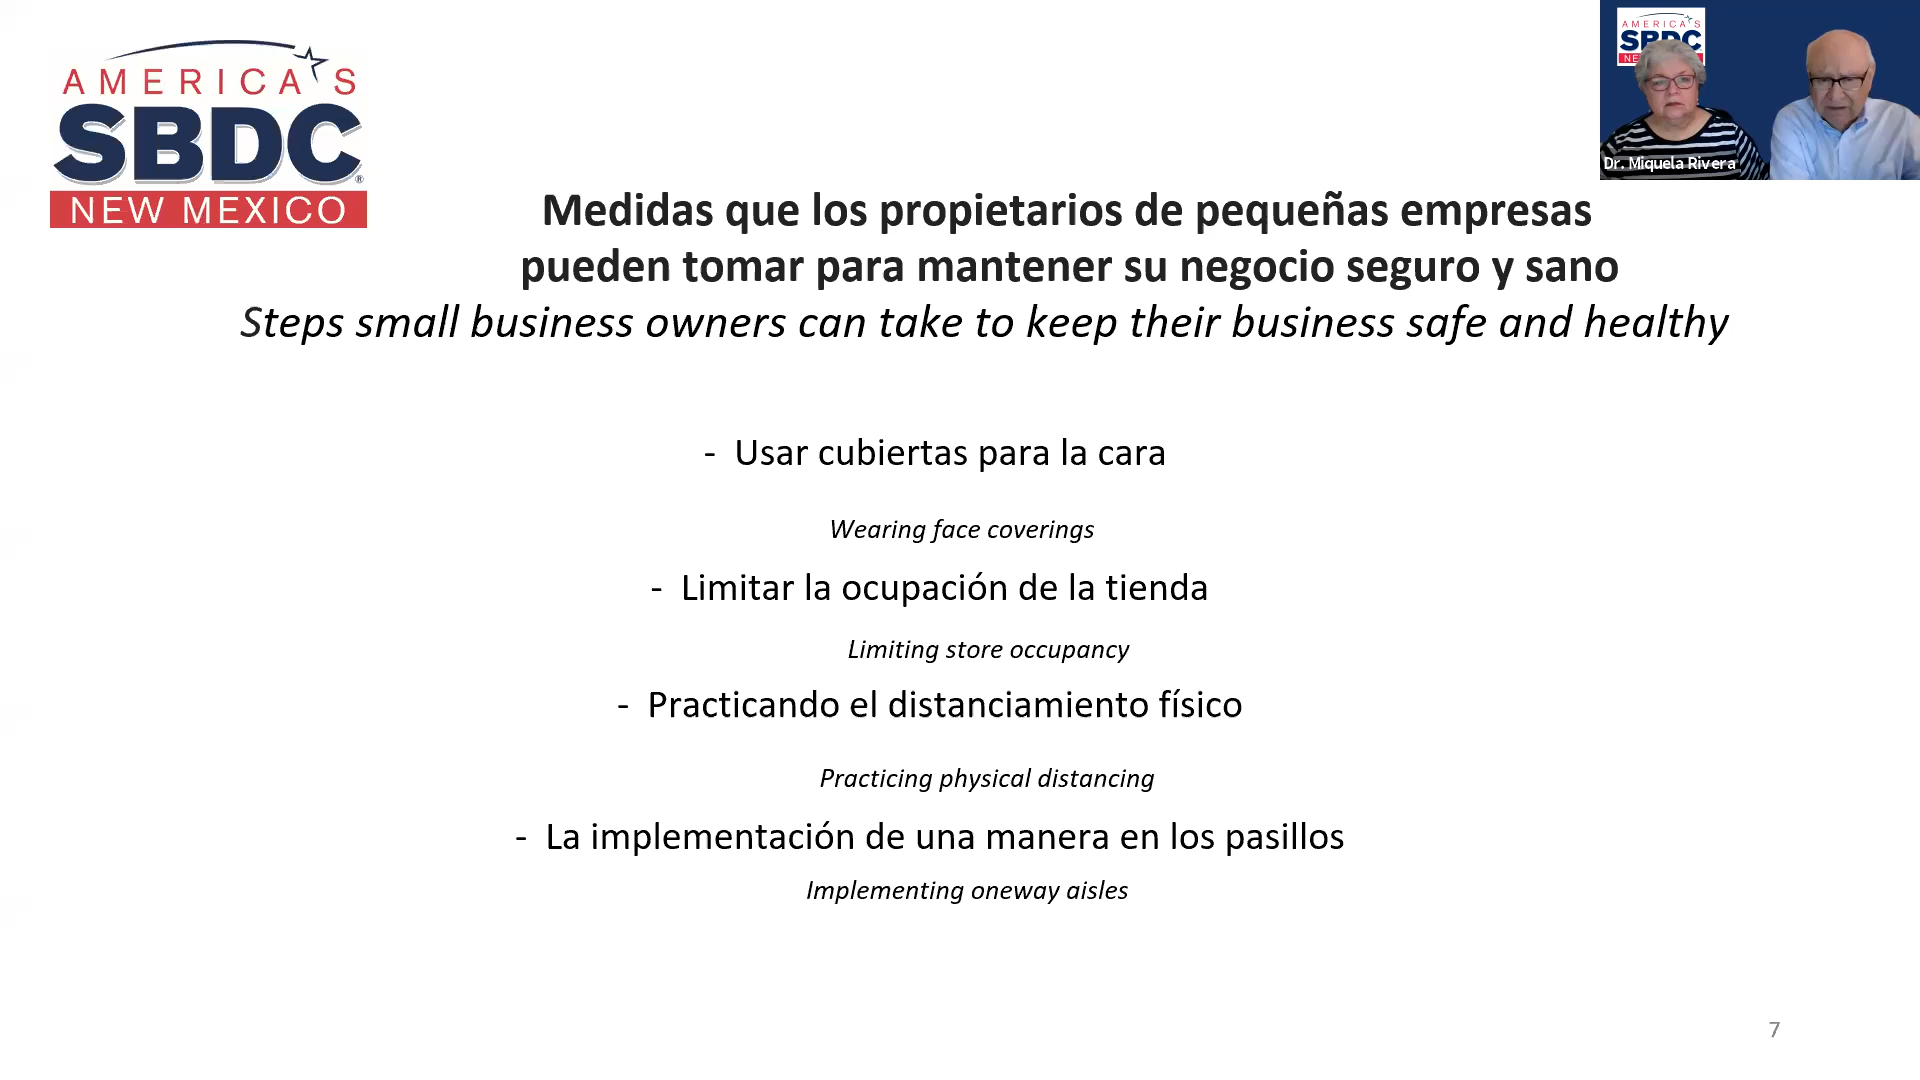 AMERICA'S
SBDC
NEW MEXICO
AMERICA'S
SBDC
NE
Dr. Miquela Rivera
Medidas que los propietarios de pequeñas empresas
pueden tomar para mantener su negocio seguro y sano
Steps small business owners can take to keep their business safe and healthy
- Usar cubiertas para la cara
Wearing face coverings
- Limitar la ocupación de la tienda
Limiting store occupancy
- Practicando el distanciamiento físico
Practicing physical distancing
- La implementación de una manera en los pasillos
Implementing oneway aisles
7